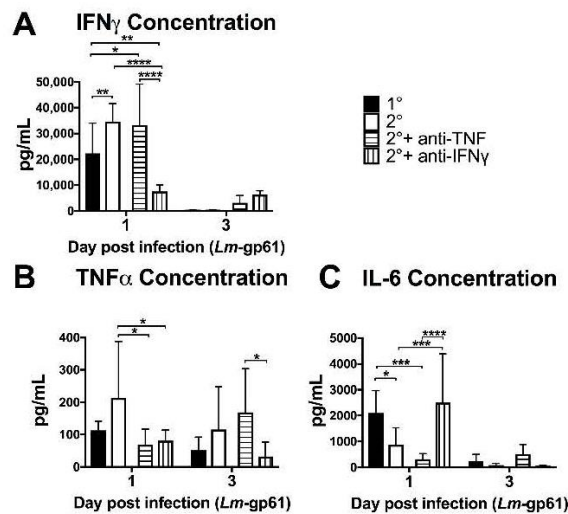 A
IFNγ Concentration
**
*
****
****
**
50,000
40,000
30,000
20,000
10,000
0
pg/mL
1
3
Day post infection (Lm-gp61)
1°
2°
2°+ anti-TNF
2°+ anti-IFNγ
B
TNFα Concentration
*
*
*
400
300
200
100
0
pg/mL
1
3
Day post infection (Lm-gp61)
C
IL-6 Concentration
****
***
***
*
5000
4000
3000
2000
1000
0
pg/mL
1
3
Day post infection (Lm-gp61)